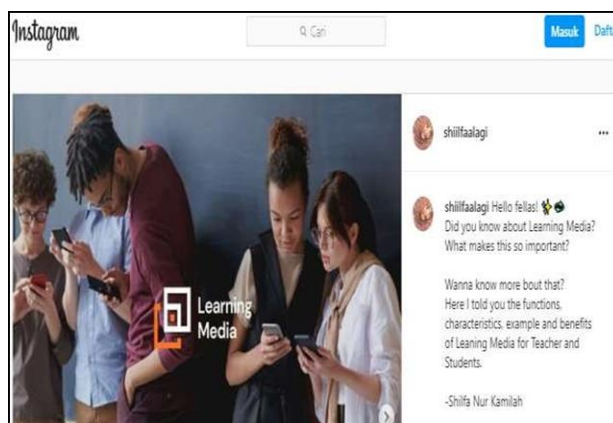 Instagram
Cari
Masuk
Dafta
Learning
Media
shiilfaalagi
shiilfaalagi Hello fellas!
Did you know about Learning Media?
What makes this so important?
Wanna know more bout that?
Here I told you the functions,
characteristics, example and benefits
of Leaning Media for Teacher and
Students.
-Shilfa Nur Kamilah